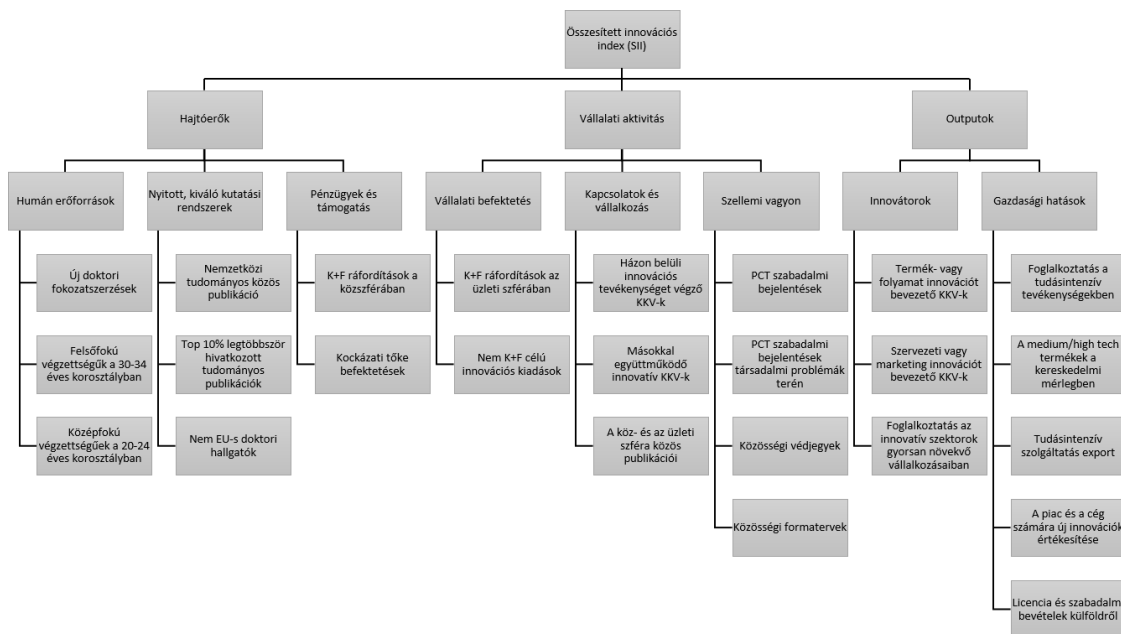 Összesített innovációs
index (SII)
Hajtóerők
Vállalati aktivitás
Outputok
Humán erőforrások
Nyitott, kiváló kutatási
rendszerek
Pénzügyek és
támogatás
Vállalati befektetés
Kapcsolatok és
vállalkozás
Szellemi vagyon
Innovátorok
Gazdasági hatások
Új doktori
fokozatszerzések
Felsőfokú
végzettségűk a 30-34
éves korosztályban
Középfokú
végzettségűek a 20-24
éves korosztályban
Nemzetközi
tudományos közös
publikáció
Top 10% legtöbbször
hivatkozott
tudományos
publikációk
Nem EU-s doktori
hallgatók
K+F ráfordítások a
közszférában
Kockázati tőke
befektetések
K+F ráfordítások az
üzleti szférában
Nem K+F célú
innovációs kiadások
Házon belüli
innovációs
tevékenységet végző
KKV-k
Másokkal
együttműködő
innovatív KKV-k
A köz- és az üzleti
szféra közös
publikációi
PCT szabadalmi
bejelentések
PCT szabadalmi
bejelentések
társadalmi problémák
terén
Közösségi védjegyek
Közösségi formatervek
Termék- vagy
folyamat innovációt
bevezető KKV-k
Szervezeti vagy
marketing innovációt
bevezető KKV-k
Foglalkoztatás az
innovatív szektorok
gyorsan növekvő
vállalkozásaiban
Foglalkoztatás a
tudásintenzív
tevékenységekben
A medium/high tech
termékek a
kereskedelmi
mérlegben
Tudásintenzív
szolgáltatás export
A piac és a cég
számára új innovációk
értékesítése
Licencia és szabadalmi
bevételek külföldről